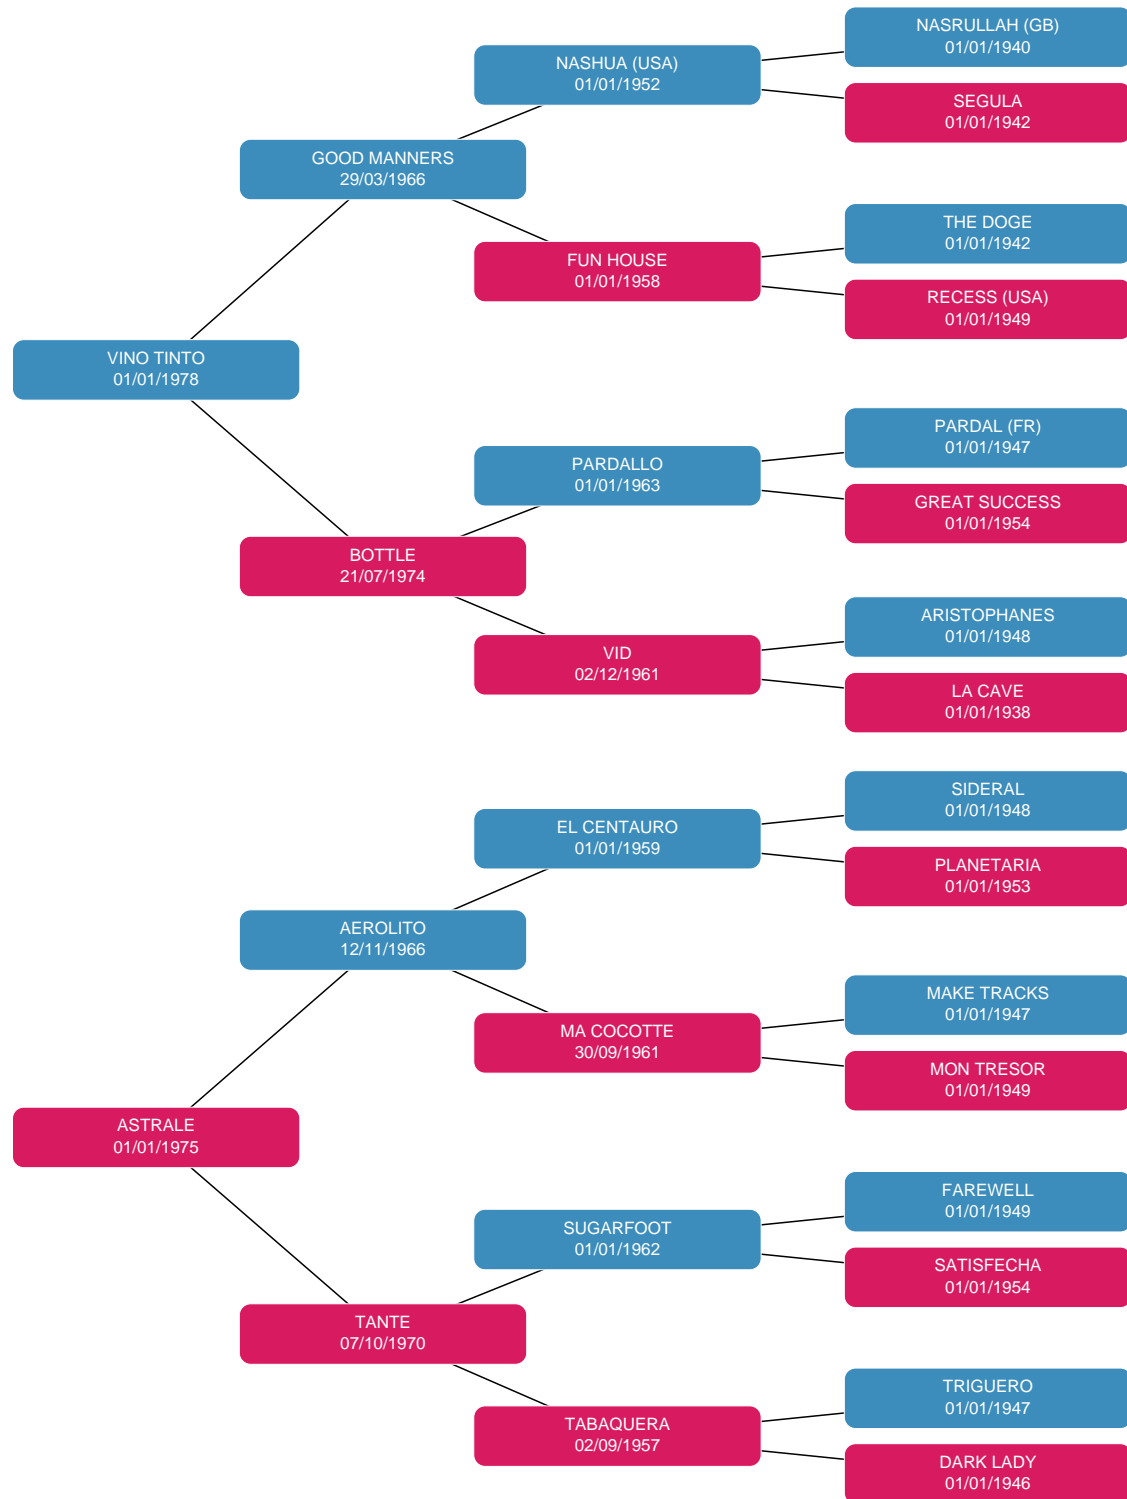 NASRULLAH (GB)
01/01/1940
NASHUA (USA)
01/01/1952
SEGULA
01/01/1942
GOOD MANNERS
29/03/1966
THE DOGE
01/01/1942
FUN HOUSE
01/01/1958
RECESS (USA)
01/01/1949
VINO TINTO
01/01/1978
PARDAL (FR)
01/01/1947
PARDALLO
01/01/1963
GREAT SUCCESS
01/01/1954
BOTTLE
21/07/1974
ARISTOPHANES
01/01/1948
VID
02/12/1961
LA CAVE
01/01/1938
SIDERAL
01/01/1948
EL CENTAURO
01/01/1959
PLANETARIA
01/01/1953
AEROLITO
12/11/1966
MAKE TRACKS
01/01/1947
MA COCOTTE
30/09/1961
MON TRESOR
01/01/1949
ASTRALE
01/01/1975
FAREWELL
01/01/1949
SUGARFOOT
01/01/1962
SATISFECHA
01/01/1954
TANTE
07/10/1970
TRIGUERO
01/01/1947
TABAQUERA
02/09/1957
DARK LADY
01/01/1946